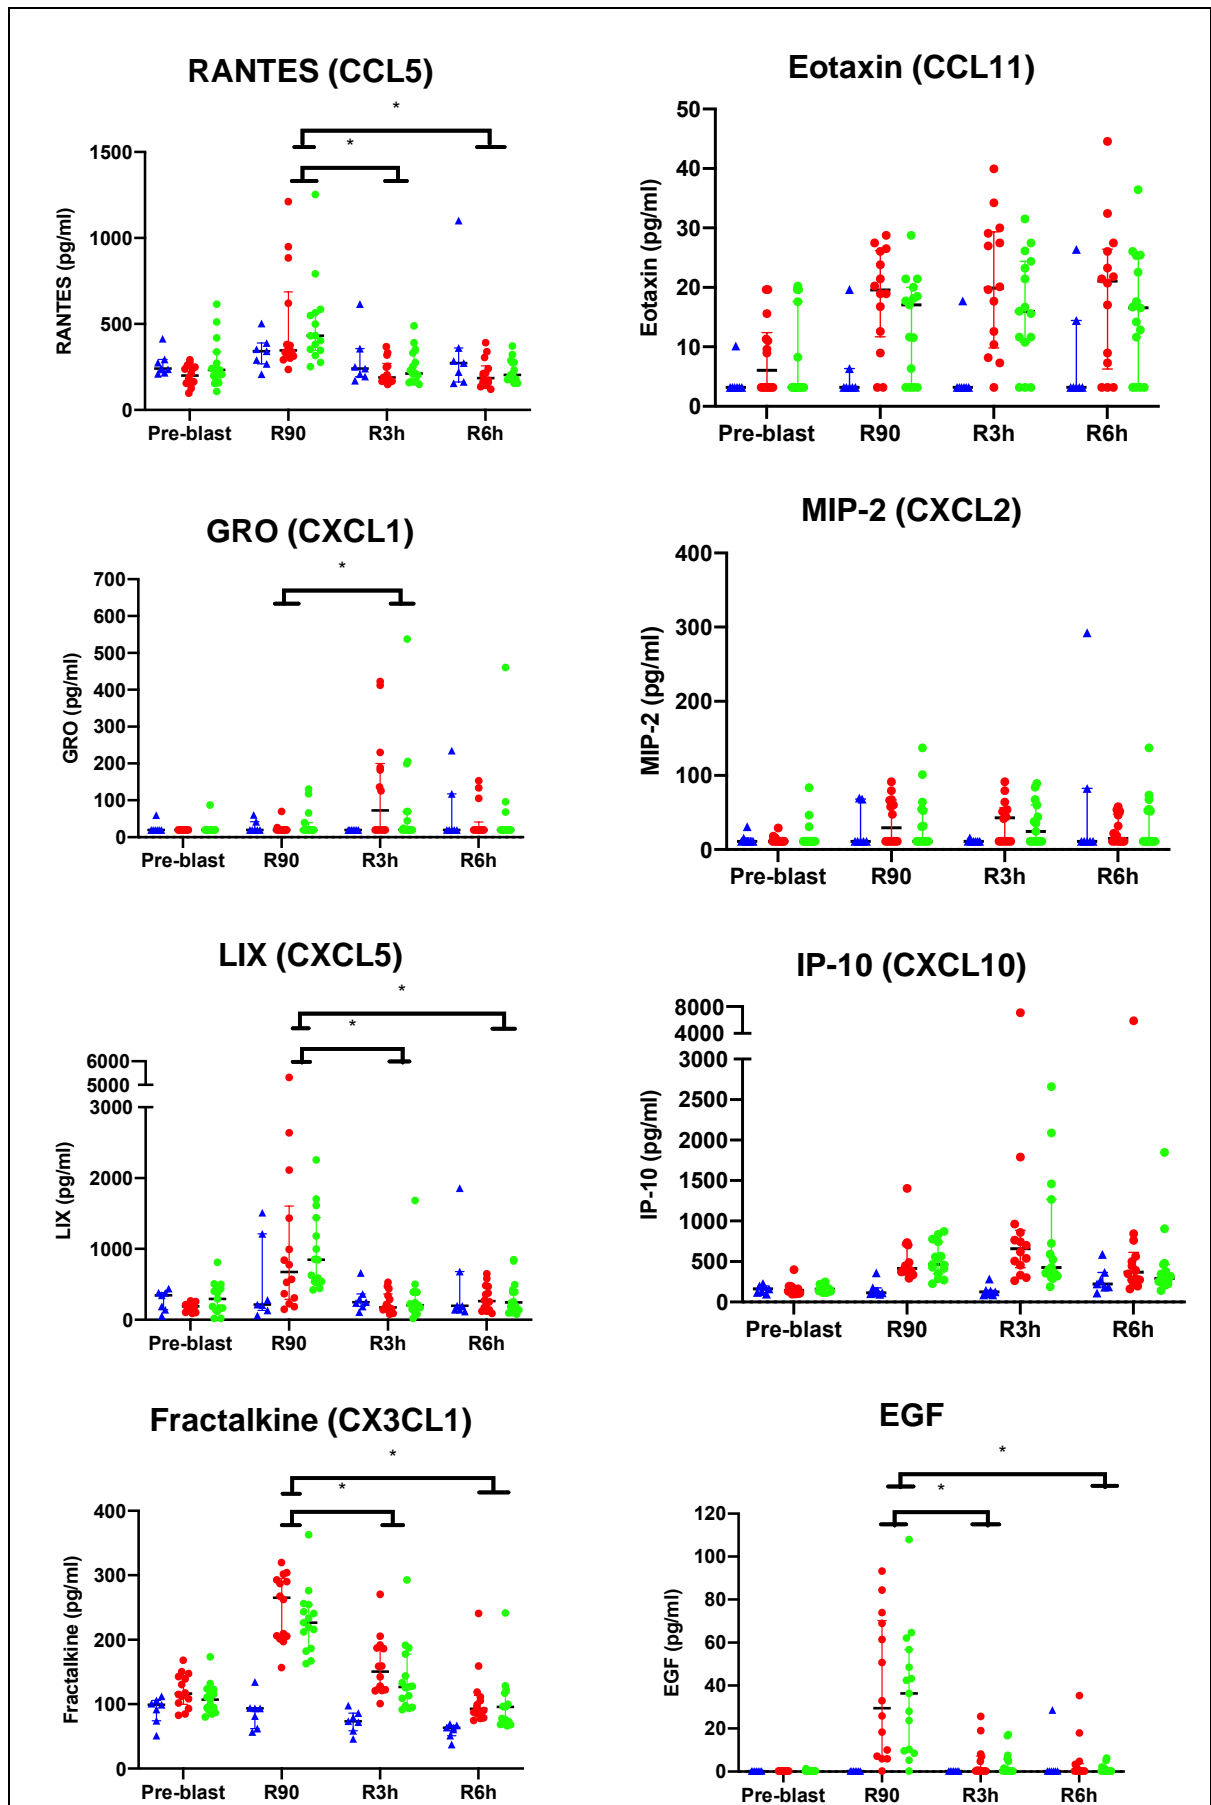 RANTES (CCL5)
*
*
1500
1000
500
0
RANTES (pg/ml)
Pre-blast R90 R3h R6h
Eotaxin (CCL11)
50
40
30
20
10
0
Eotaxin (pg/ml)
Pre-blast R90 R3h R6h
GRO (CXCL1)
*
700
600
500
400
300
200
100
0
GRO (pg/ml)
Pre-blast R90 R3h R6h
MIP-2 (CXCL2)
400
300
200
100
0
MIP-2 (pg/ml)
Pre-blast R90 R3h R6h
LIX (CXCL5)
*
*
6000
5000
3000
2000
1000
0
LIX (pg/ml)
Pre-blast R90 R3h R6h
IP-10 (CXCL10)
8000
4000
3000
2500
2000
1500
1000
500
0
IP-10 (pg/ml)
Pre-blast R90 R3h R6h
Fractalkine (CX3CL1)
*
*
400
300
200
100
0
Fractalkine (pg/ml)
Pre-blast R90 R3h R6h
EGF
*
*
120
100
80
60
40
20
0
EGF (pg/ml)
Pre-blast R90 R3h R6h